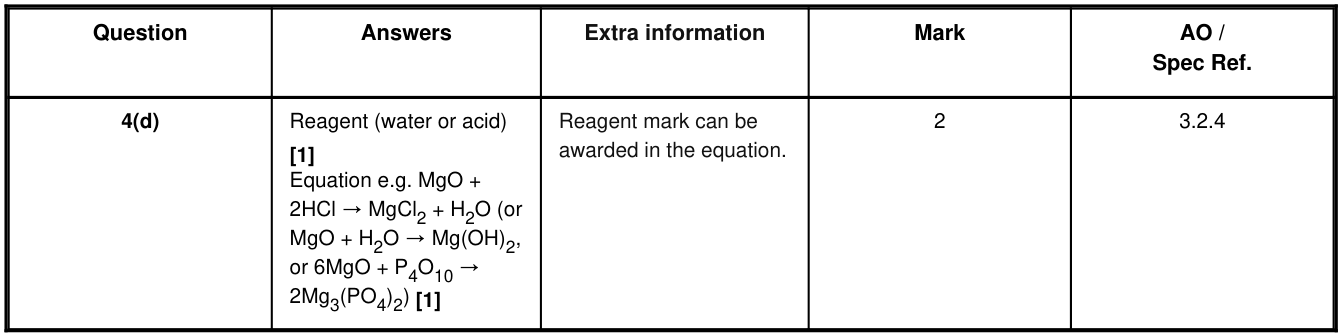 Question Answers Extra information Mark AO /
Spec Ref.
4(d) Reagent (water or acid) Reagent mark can be 2 3.2.4
[1] awarded in the equation.
Equation e.g. MgO +
2HCl → MgCl₂ + H₂O (or
MgO + H₂O → Mg(OH)₂,
or 6MgO + P₄O₁₀ →
2Mg₃(PO₄)₂) [1]